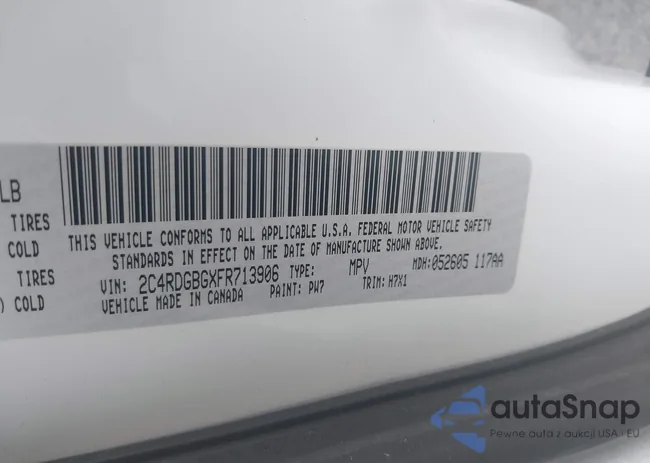 LB
TIRES
COLD
TIRES
) COLD
THIS VEHICLE CONFORMS TO ALL APPLICABLE U.S.A. FEDERAL MOTOR VEHICLE SAFETY
STANDARDS IN EFFECT ON THE DATE OF MANUFACTURE SHOWN ABOVE.
VIN: 2C4RDGBGXFR713906 TYPE: MPV MDH:052605 117AA
VEHICLE MADE IN CANADA PAINT: PW7 TRIM: H7X1
autoSnap
Pewne auta z aukcji USA - EU